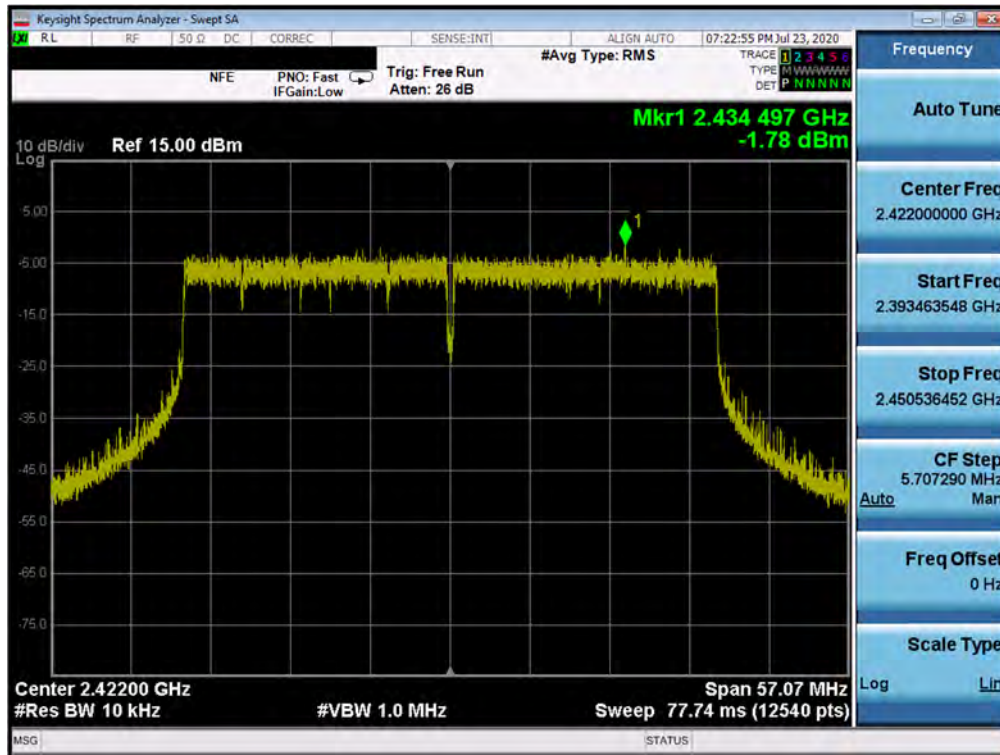 Keysight Spectrum Analyzer - Swept SA
LXI RL RF 50 Ω DC CORREC SENSE:INT ALIGN AUTO 07:22:55 PM Jul 23, 2020
NFE PNO: Fast Trig: Free Run #Avg Type: RMS TRACE 1 2 3 4 5 6
IFGain:Low Atten: 26 dB TYPE M WWWWW
DET P N N N N N
Mkr1 2.434 497 GHz
-1.78 dBm
10 dB/div Ref 15.00 dBm
Log
5.00
-5.00
-15.0
-25.0
-35.0
-45.0
-55.0
-65.0
-75.0
1
Center 2.42200 GHz Span 57.07 MHz
#Res BW 10 kHz #VBW 1.0 MHz Sweep 77.74 ms (12540 pts)
MSG STATUS
Frequency
Auto Tune
Center Freq
2.422000000 GHz
Start Freq
2.393463548 GHz
Stop Freq
2.450536452 GHz
CF Step
5.707290 MHz
Auto Man
Freq Offset
0 Hz
Scale Type
Log Lin